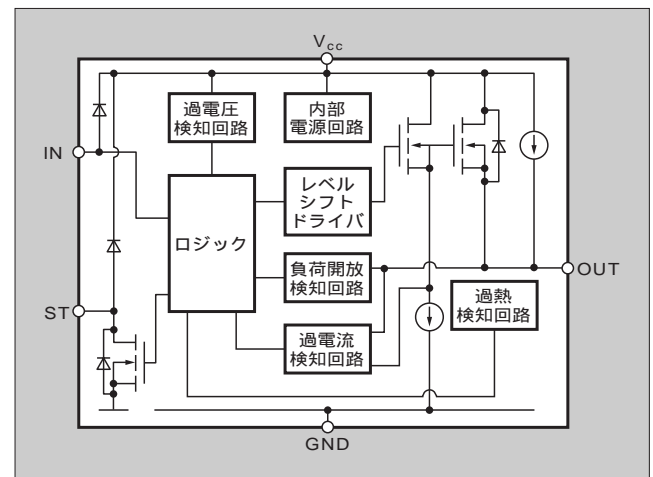 Vcc
過電圧
検知回路
内部
電源回路
IN
レベル
シフト
ドライバ
ロジック
負荷開放
検知回路
OUT
過熱
検知回路
ST
過電流
検知回路
GND